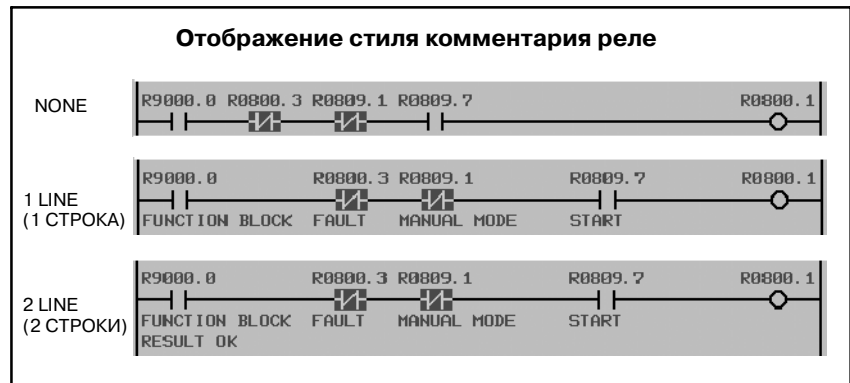 Отображение стиля комментария реле
NONE
R9000.0 R0800.3 R0809.1 R0809.7 R0800.1
1 LINE
(1 СТРОКА)
R9000.0 R0800.3 R0809.1 R0809.7 R0800.1
FUNCTION BLOCK FAULT MANUAL MODE START
2 LINE
(2 СТРОКИ)
R9000.0 R0800.3 R0809.1 R0809.7 R0800.1
FUNCTION BLOCK FAULT MANUAL MODE START
RESULT OK